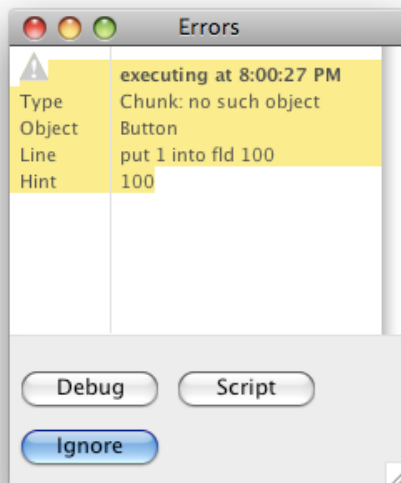 Errors
executing at 8:00:27 PM
Type Chunk: no such object
Object Button
Line put 1 into fld 100
Hint 100
Debug Script
Ignore